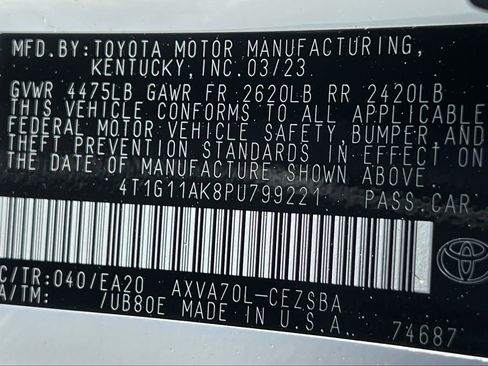 MFD.BY:TOYOTA MOTOR MANUFACTURING,
KENTUCKY,INC.03/23
GVWR 4475LB GAWR FR 2620LB RR 2420LB
THIS VEHICLE CONFORMS TO ALL APPLICABLE
FEDERAL MOTOR VEHICLE SAFETY, BUMPER AND
THEFT PREVENTION STANDARDS IN EFFECT ON
THE DATE OF MANUFACTURE SHOWN ABOVE.
4T1G11AK8PU799221 PASS.CAR
C/TR:040/EA20 AXVA70L-CEZSBA
A/TM: /UB80E MADE IN U.S.A.
74687